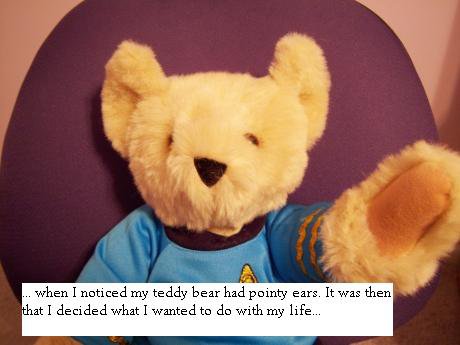 ... when I noticed my teddy bear had pointy ears. It was then
that I decided what I wanted to do with my life...